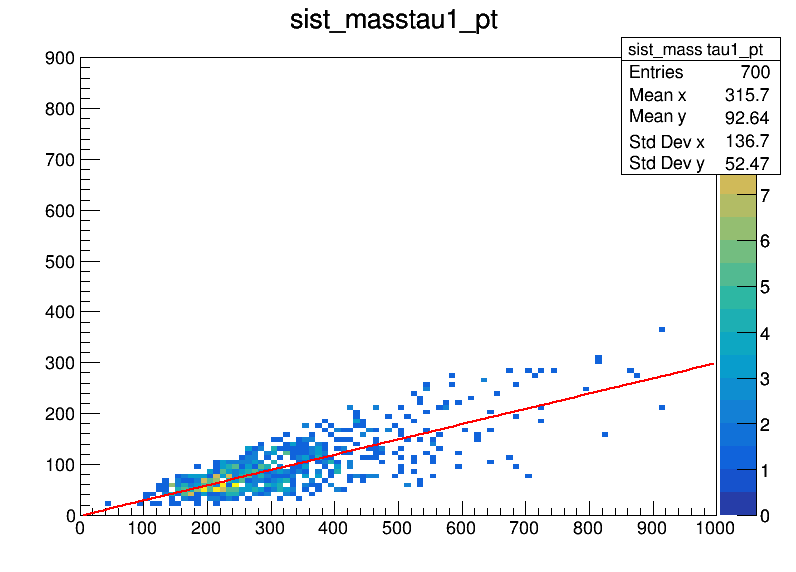 sist_masstau1_pt
sist_mass tau1_pt
Entries 700
Mean x 315.7
Mean y 92.64
Std Dev x 136.7
Std Dev y 52.47
900
800
700
600
500
400
300
200
100
0
0 100 200 300 400 500 600 700 800 900 1000
7
6
5
4
3
2
1
0